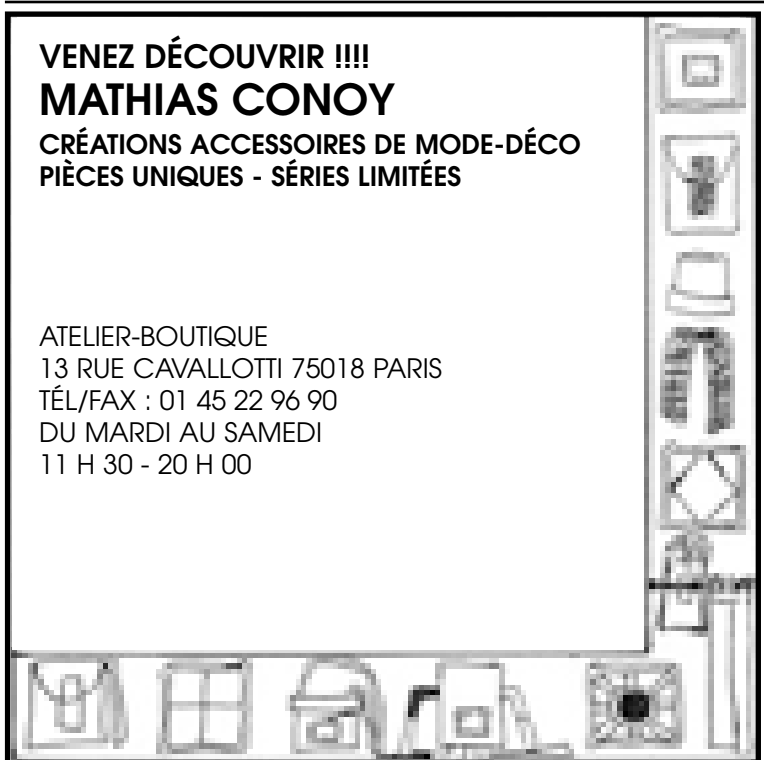 VENEZ DÉCOUVRIR !!!!
MATHIAS CONOY
CRÉATIONS ACCESSOIRES DE MODE-DÉCO
PIÈCES UNIQUES - SÉRIES LIMITÉES
ATELIER-BOUTIQUE
13 RUE CAVALLOTTI 75018 PARIS
TÉL/FAX : 01 45 22 96 90
DU MARDI AU SAMEDI
11 H 30 - 20 H 00